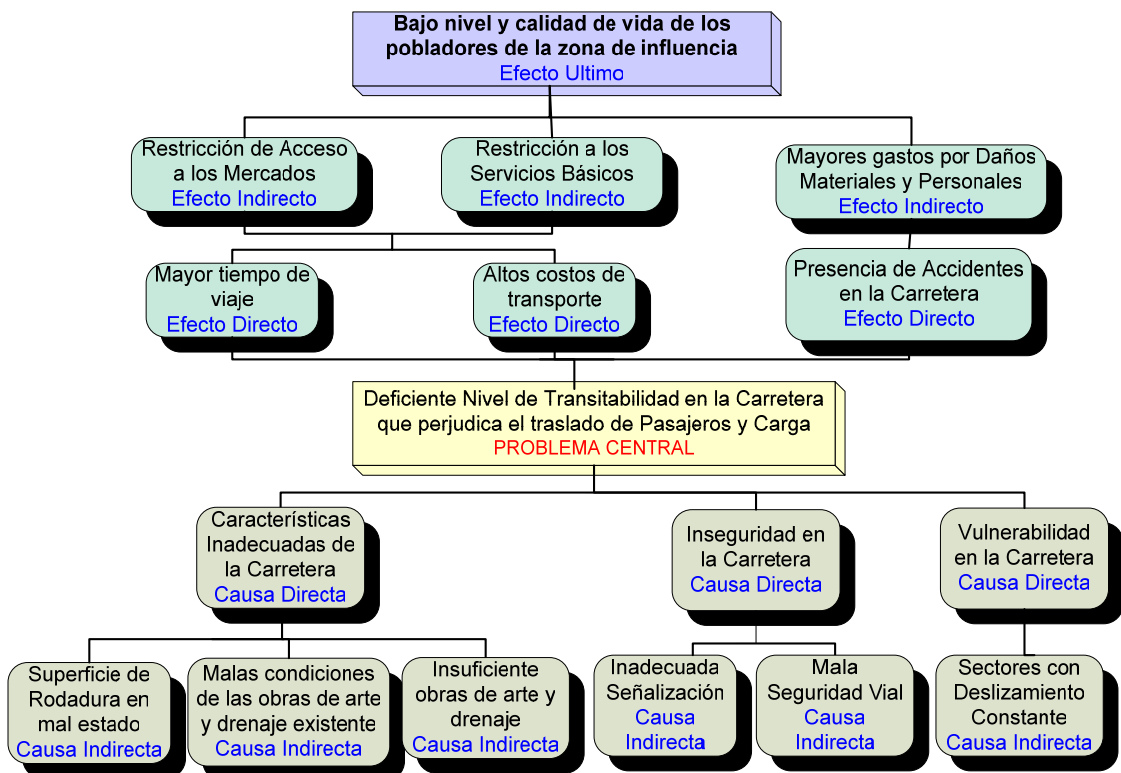 Bajo nivel y calidad de vida de los
pobladores de la zona de influencia
Efecto Ultimo
Restricción de Acceso
a los Mercados
Efecto Indirecto
Restricción a los
Servicios Básicos
Efecto Indirecto
Mayores gastos por Daños
Materiales y Personales
Efecto Indirecto
Mayor tiempo de
viaje
Efecto Directo
Altos costos de
transporte
Efecto Directo
Presencia de Accidentes
en la Carretera
Efecto Directo
Deficiente Nivel de Transitabilidad en la Carretera
que perjudica el traslado de Pasajeros y Carga
PROBLEMA CENTRAL
Características
Inadecuadas de
la Carretera
Causa Directa
Inseguridad en
la Carretera
Causa Directa
Vulnerabilidad
en la Carretera
Causa Directa
Superficie de
Rodadura en
mal estado
Causa Indirecta
Malas condiciones
de las obras de arte
y drenaje existente
Causa Indirecta
Insuficiente
obras de arte y
drenaje
Causa Indirecta
Inadecuada
Señalización
Causa
Indirecta
Mala
Seguridad Vial
Causa
Indirecta
Sectores con
Deslizamiento
Constante
Causa Indirecta